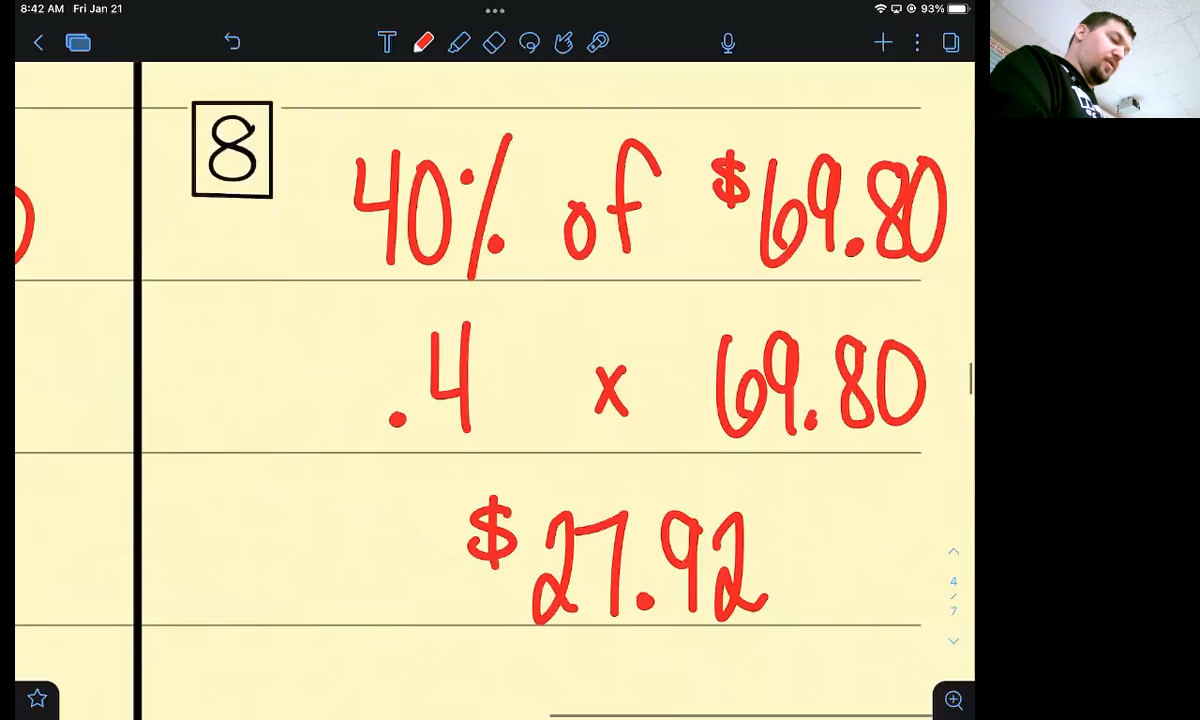 8:42 AM Fri Jan 21
93%
T
8
40% of $69.80
.4 x 69.80
$27.92
4
/
7